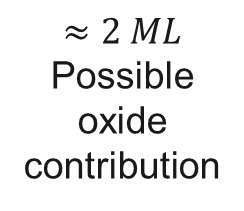 ≈ 2 ML
Possible
oxide
contribution